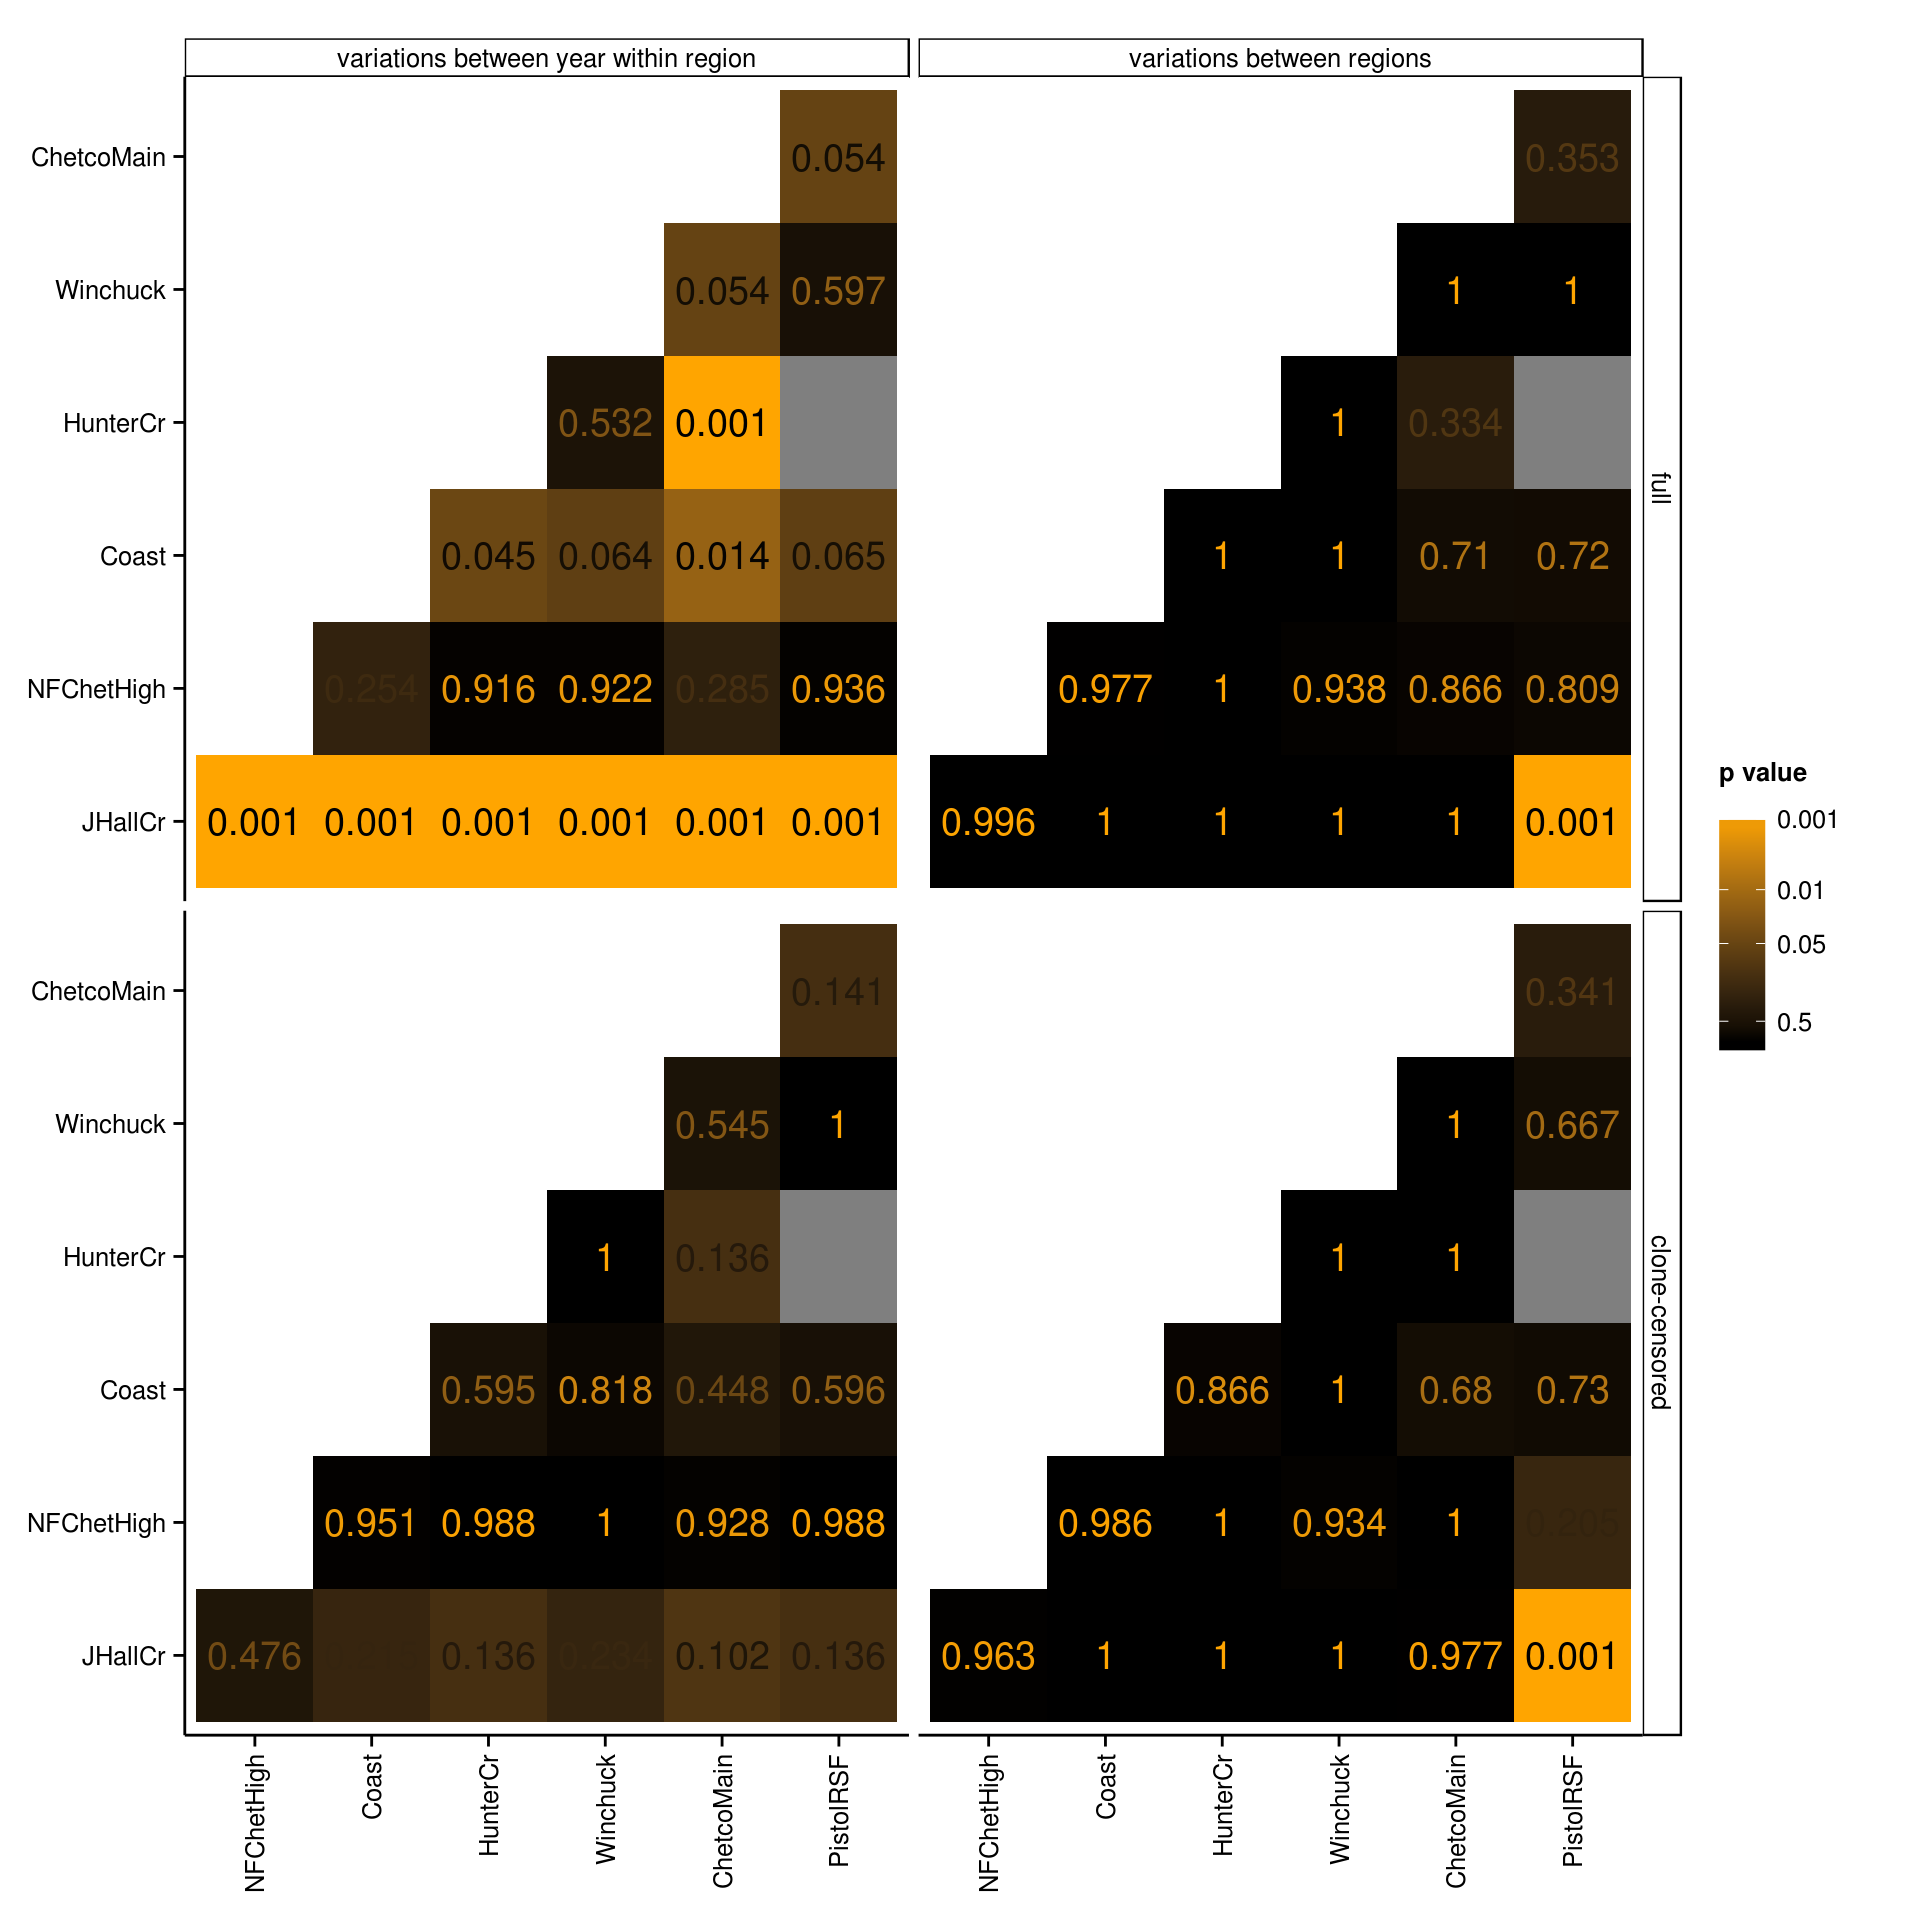 variations between year within region
variations between regions
ChetcoMain
0.054
0.353
Winchuck
0.054 0.597
1 1
HunterCr
0.532 0.001
1 0.334
Coast
0.045 0.064 0.014 0.065
1 1 0.71 0.72
NFChetHigh
0.254 0.916 0.922 0.285 0.936
0.977 1 0.938 0.866 0.809
JHallCr
0.001 0.001 0.001 0.001 0.001 0.001
0.996 1 1 1 1 0.001
full
ChetcoMain
0.141
0.341
Winchuck
0.545 1
1 0.667
HunterCr
1 0.136
1 1
Coast
0.595 0.818 0.448 0.596
0.866 1 0.68 0.73
NFChetHigh
0.951 0.988 1 0.928 0.988
0.986 1 0.934 1 0.205
JHallCr
0.476 0.136 0.234 0.102 0.136
0.963 1 1 1 0.977 0.001
clone-censored
NFChetHigh
Coast
HunterCr
Winchuck
ChetcoMain
PistolRSF
NFChetHigh
Coast
HunterCr
Winchuck
ChetcoMain
PistolRSF
p value
0.001
0.01
0.05
0.5